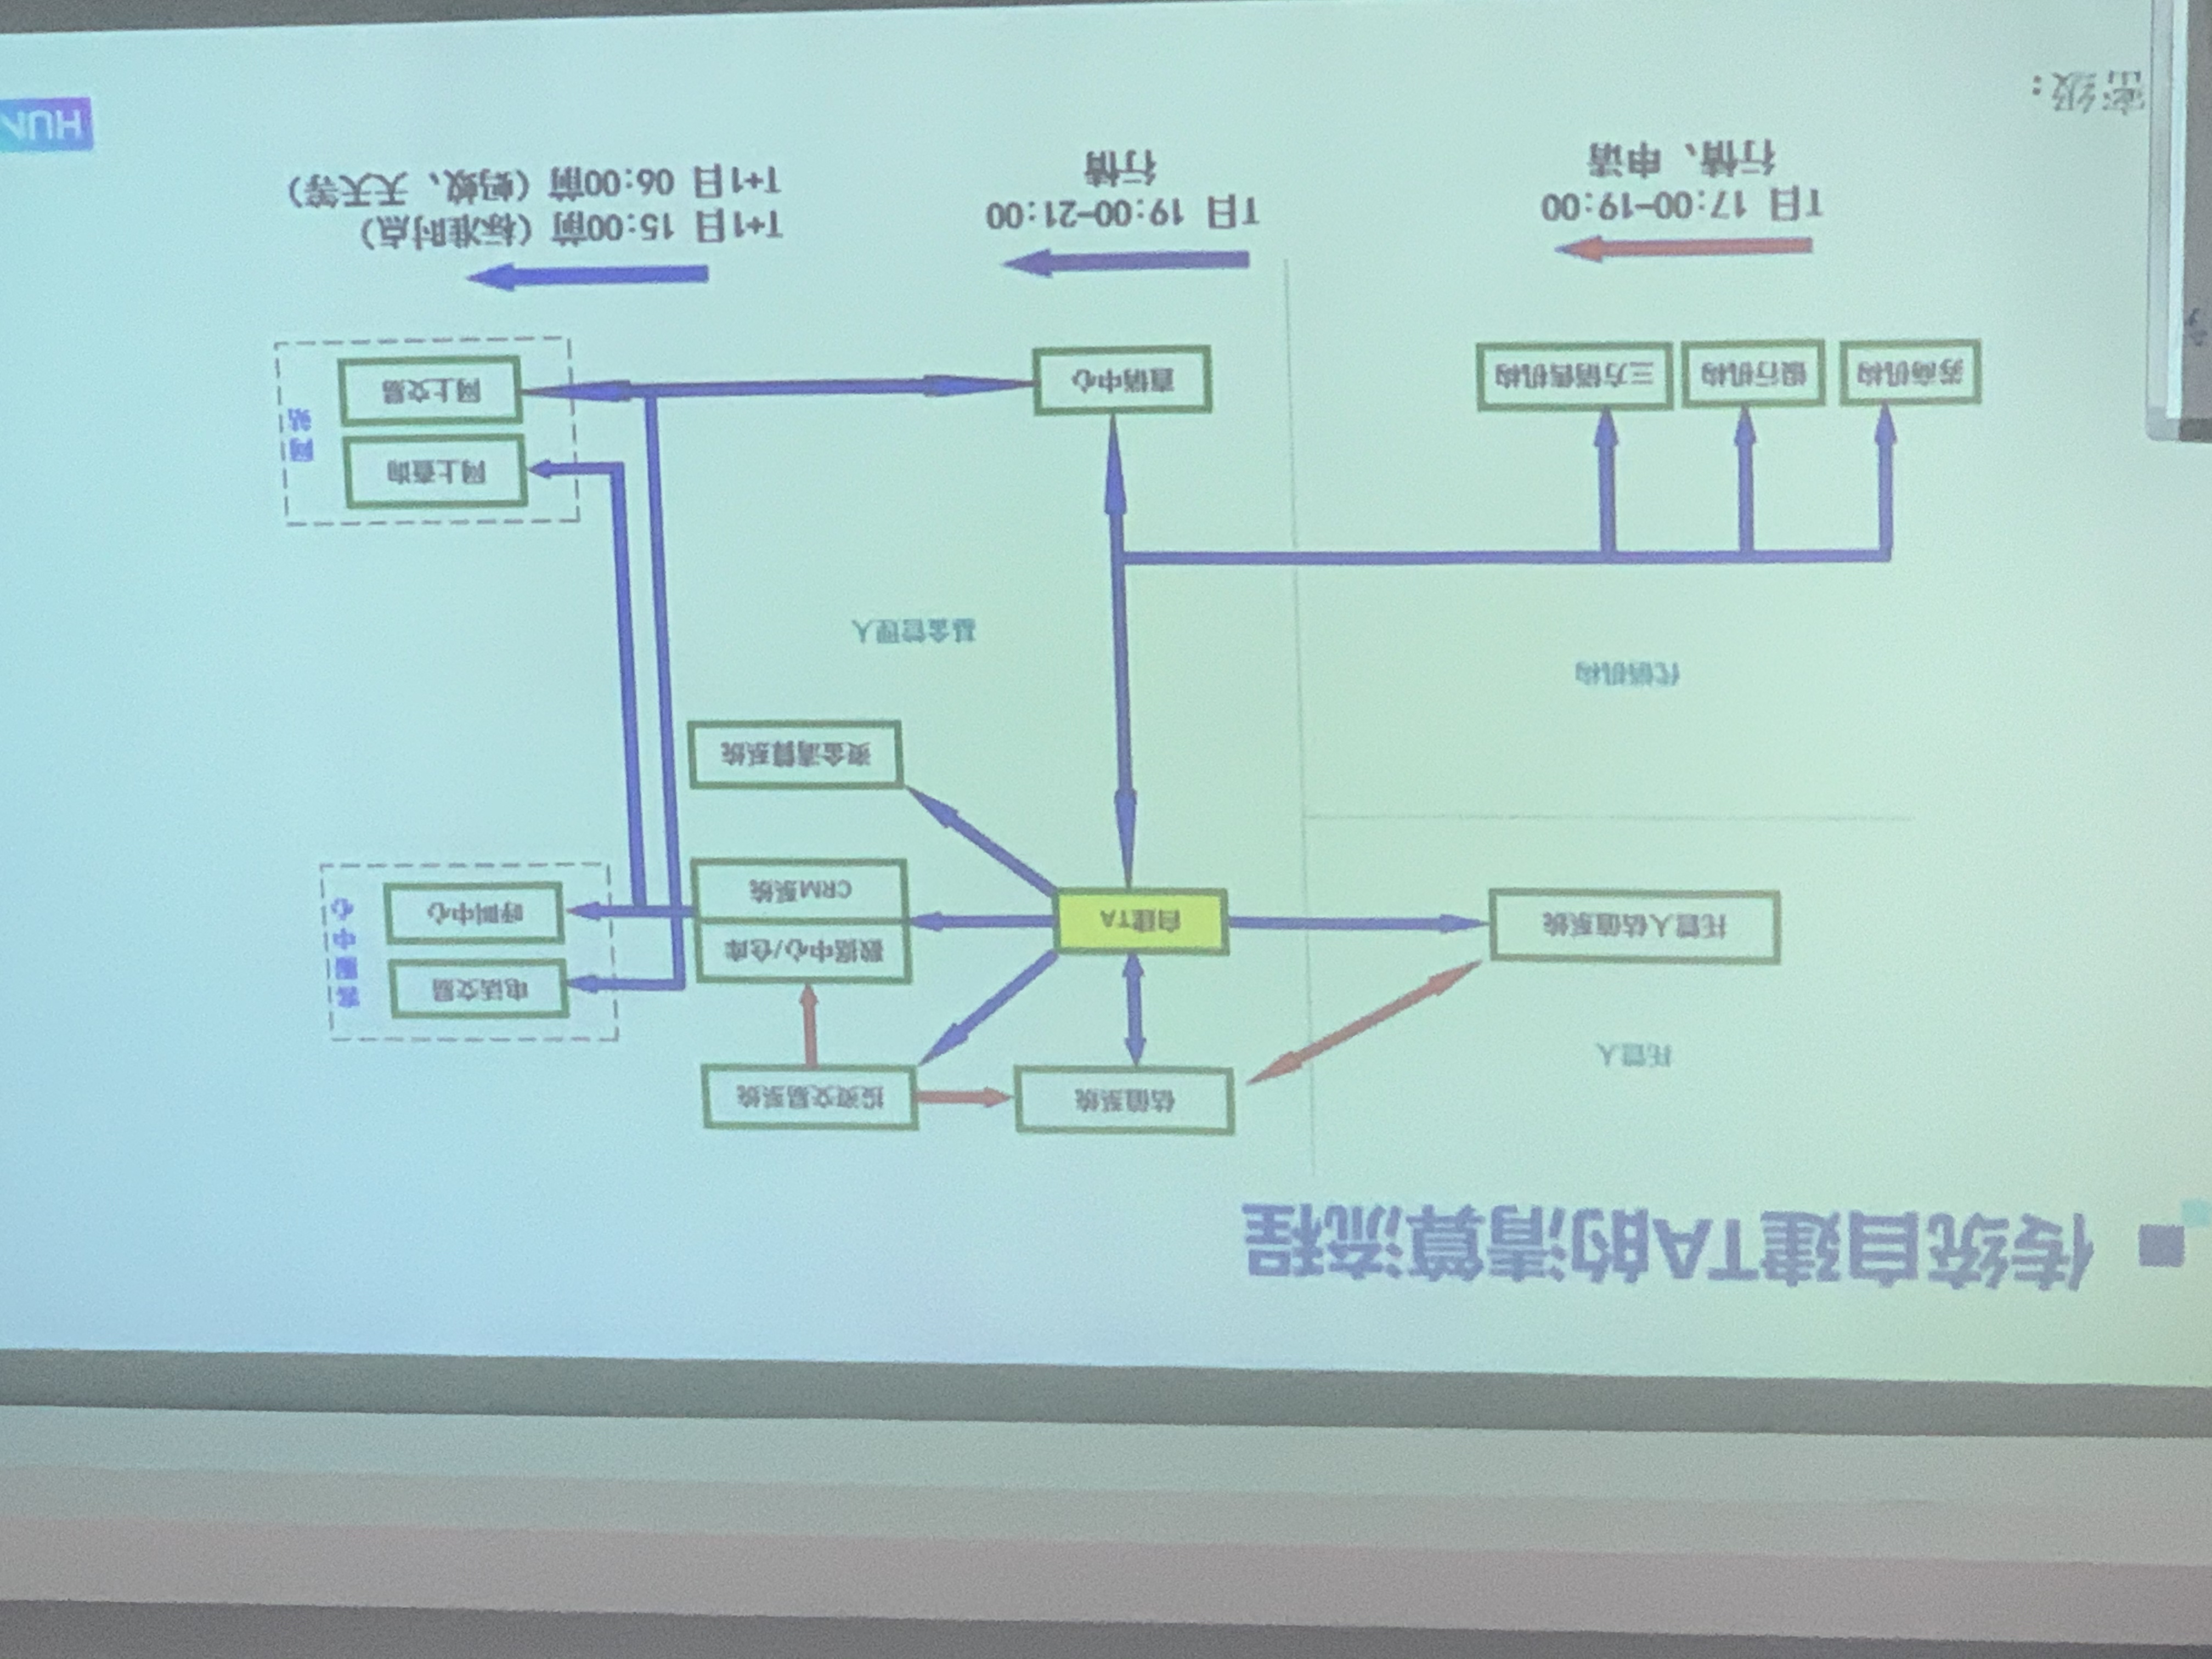 传统自建TA的清算流程
估值系统
投资交易系统
托管人
电话交易
客服中心
托管人估值系统
自建TA
数据中心/仓库
呼叫中心
CRM系统
资金清算系统
代销机构
基金管理人
网上查询
网站
券商机构
银行机构
三方销售机构
直销中心
网上交易
T日 17:00-19:00
行情、申请
T日 19:00-21:00
行情
T+1日 15:00前（标准时点）
T+1日 06:00前（蚂蚁、天天等）
密级：
HUN